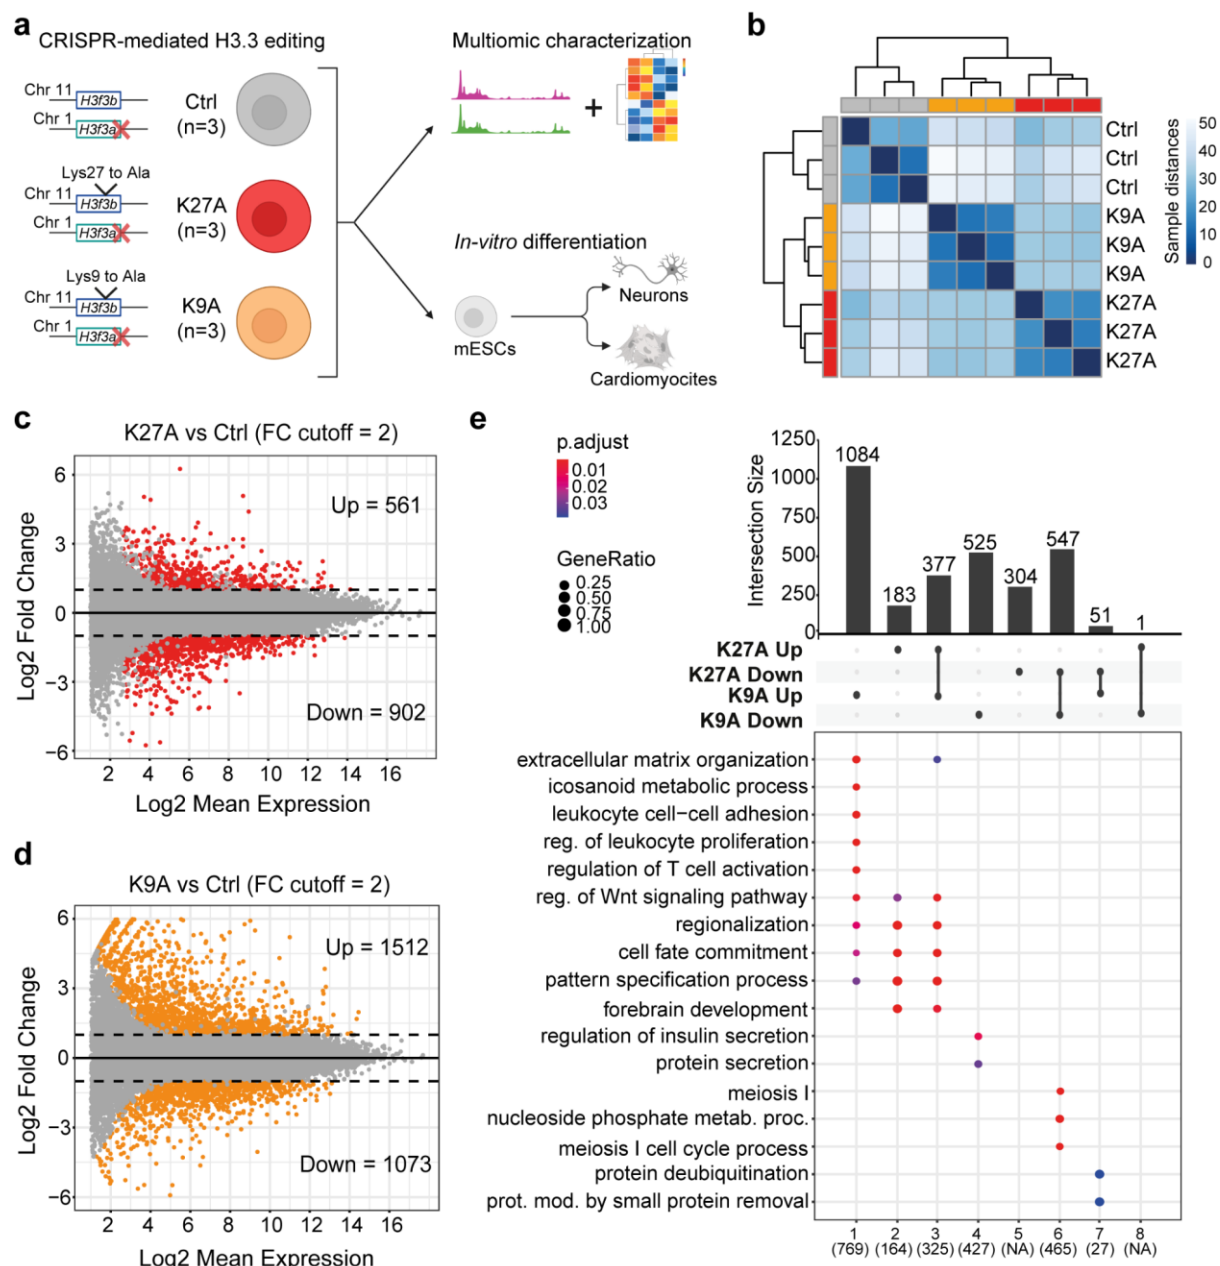 a
CRISPR-mediated H3.3 editing
Chr 11
H3f3b
Chr 1
H3f3a
Ctrl
(n=3)
Lys27 to Ala
Chr 11
H3f3b
Chr 1
H3f3a
K27A
(n=3)
Lys9 to Ala
Chr 11
H3f3b
Chr 1
H3f3a
K9A
(n=3)
Multiomic characterization
+
In-vitro differentiation
mESCs
Neurons
Cardiomyocites
b
Ctrl
Ctrl
Ctrl
K9A
K9A
K9A
K27A
K27A
K27A
50
40
30
20
10
0
Sample distances
c
K27A vs Ctrl (FC cutoff = 2)
Log2 Fold Change
6
3
0
−3
−6
Up = 561
Down = 902
2 4 6 8 10 12 14 16
Log2 Mean Expression
d
K9A vs Ctrl (FC cutoff = 2)
Log2 Fold Change
6
3
0
−3
−6
Up = 1512
Down = 1073
2 4 6 8 10 12 14 16
Log2 Mean Expression
e
p.adjust
0.01
0.02
0.03
GeneRatio
0.25
0.50
0.75
1.00
Intersection Size
1250
1000
750
500
250
0
1084
183
377
525
304
547
51
1
K27A Up
K27A Down
K9A Up
K9A Down
extracellular matrix organization
icosanoid metabolic process
leukocyte cell−cell adhesion
reg. of leukocyte proliferation
regulation of T cell activation
reg. of Wnt signaling pathway
regionalization
cell fate commitment
pattern specification process
forebrain development
regulation of insulin secretion
protein secretion
meiosis I
nucleoside phosphate metab. proc.
meiosis I cell cycle process
protein deubiquitination
prot. mod. by small protein removal
1 2 3 4 5 6 7 8
(769) (164) (325) (427) (NA) (465) (27) (NA)